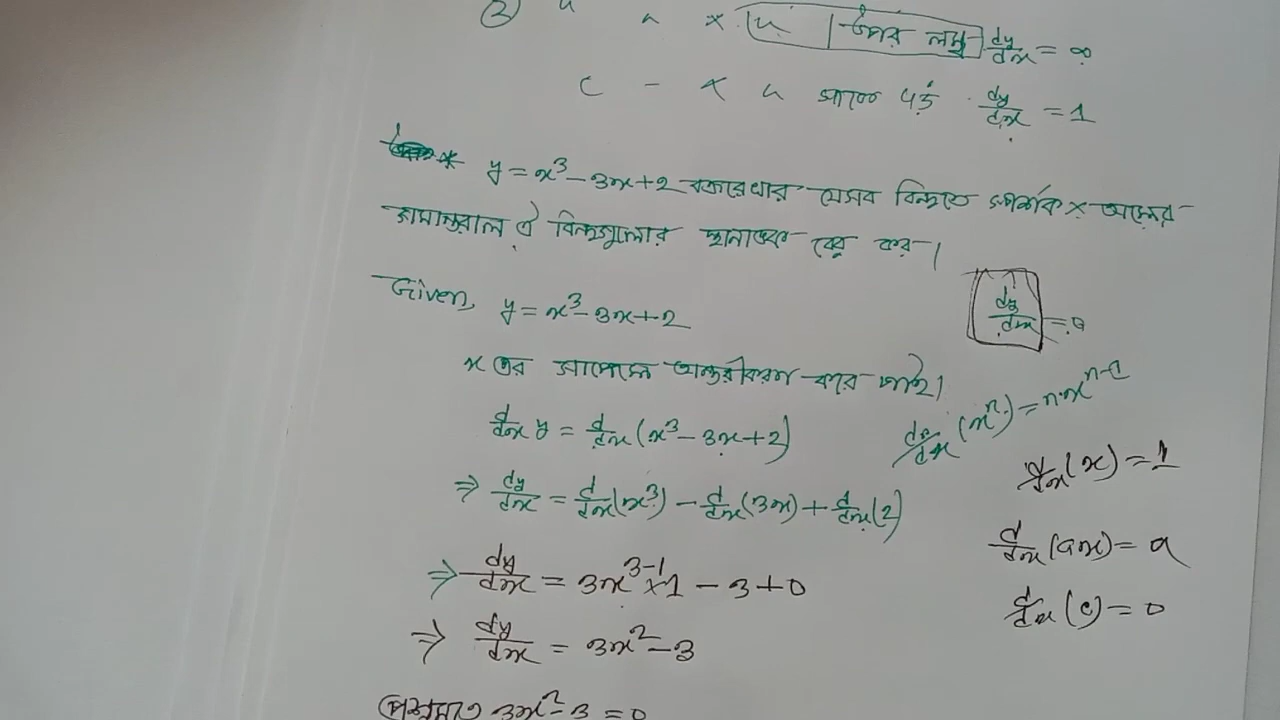 ② " " x " উপর লম্ব dy/dx = ∞
c - x " সাথে ৭ড় dy/dx = 1
* y = x³ - 3x + 2 বক্ররেখার যেসব বিন্দুতে স্পর্শক x অক্ষের
সামান্তরাল ঐ বিন্দুগুলোর স্থানাঙ্ক বের কর।
Given, y = x³ - 3x + 2
dy/dx = 0
x এর সাপেক্ষে অন্তরীকরণ করে পাই।
d/dx y = d/dx (x³ - 3x + 2)
d/dx (xⁿ) = n·xⁿ⁻¹
d/dx (x) = 1
⇒ dy/dx = d/dx (x³) - d/dx (3x) + d/dx (2)
d/dx (ax) = a
⇒ dy/dx = 3x³⁻¹ × 1 - 3 + 0
d/dx (c) = 0
⇒ dy/dx = 3x² - 3
প্রশ্নমতে 3x² - 3 = 0